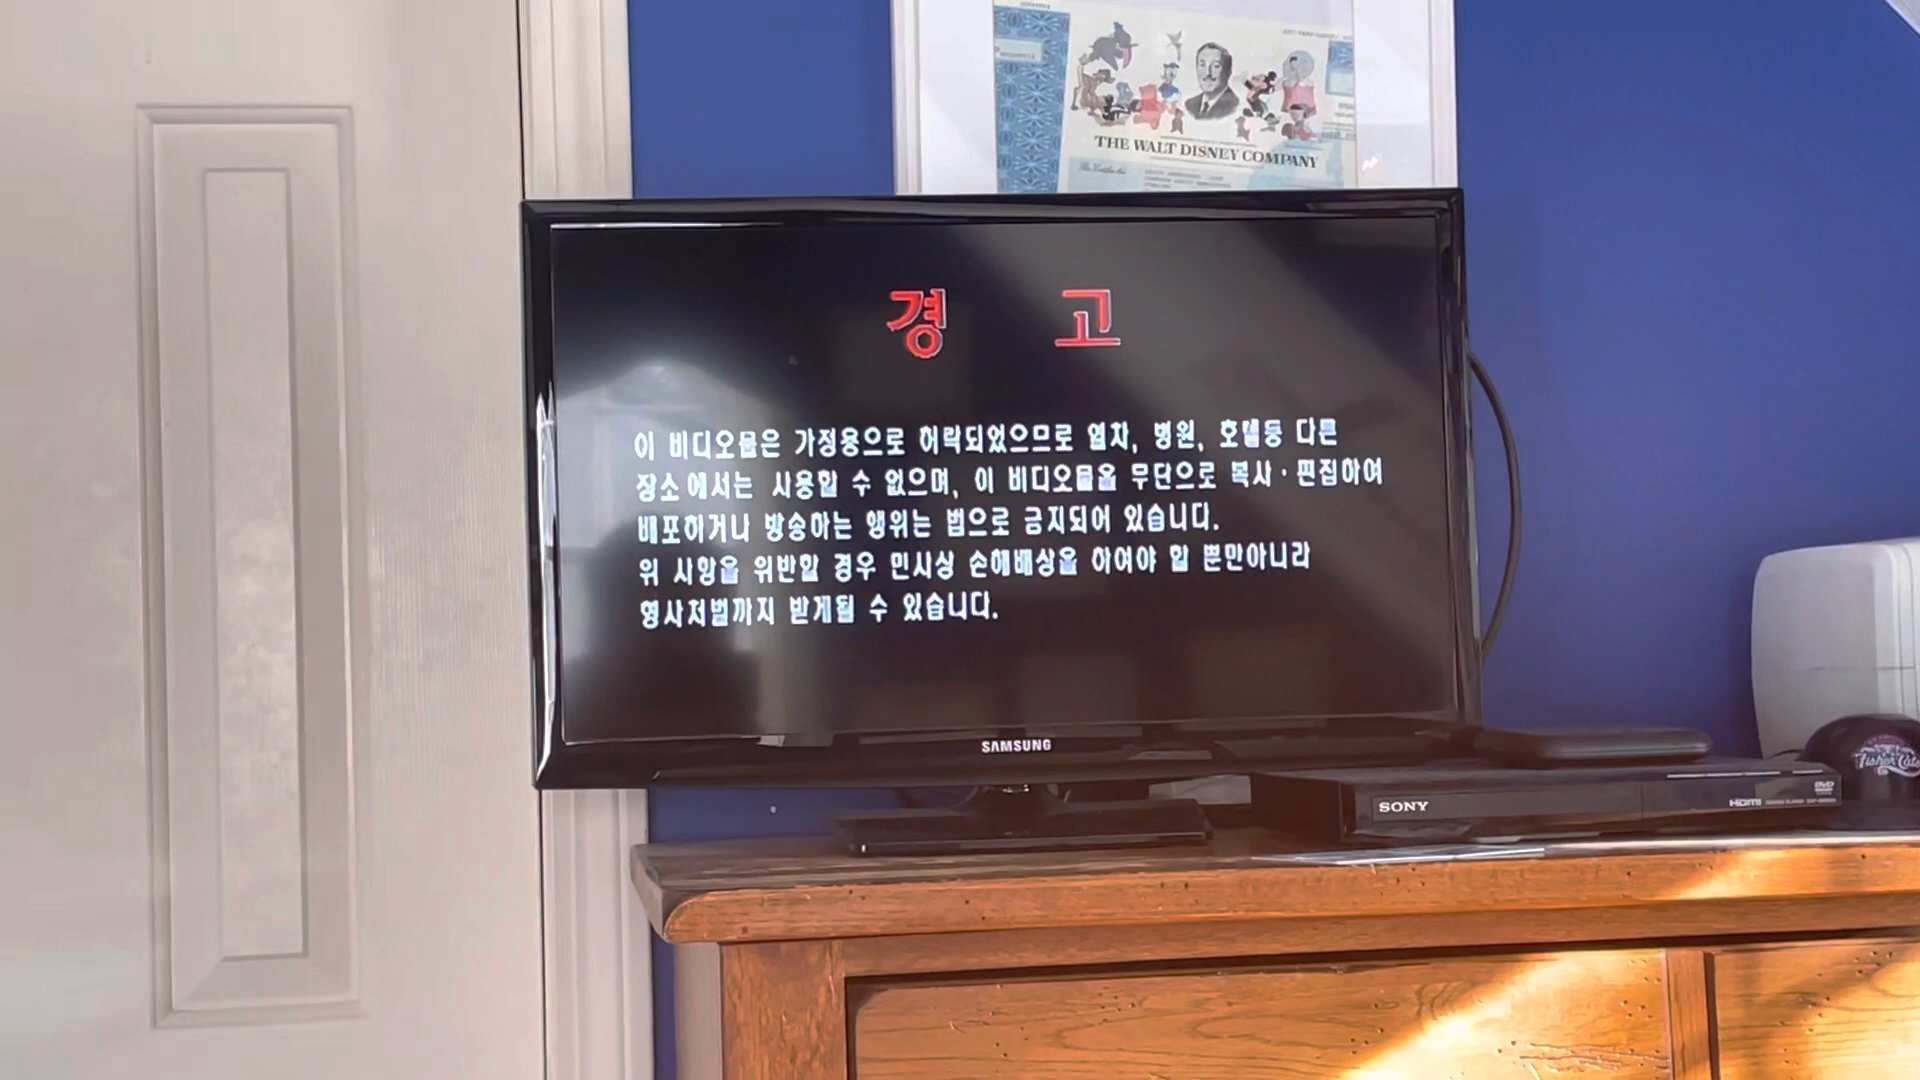 THE WALT DISNEY COMPANY
경 고
이 비디오물은 가정용으로 허락되었으므로 열차, 병원, 호텔등 다른
장소에서는 사용할 수 없으며, 이 비디오물을 무단으로 복사·편집하여
배포하거나 방송하는 행위는 법으로 금지되어 있습니다.
위 사항을 위반할 경우 민사상 손해배상을 하여야 할 뿐만아니라
형사처벌까지 받게될 수 있습니다.
SAMSUNG
SONY
HDMI
DVD
Fisher Cats